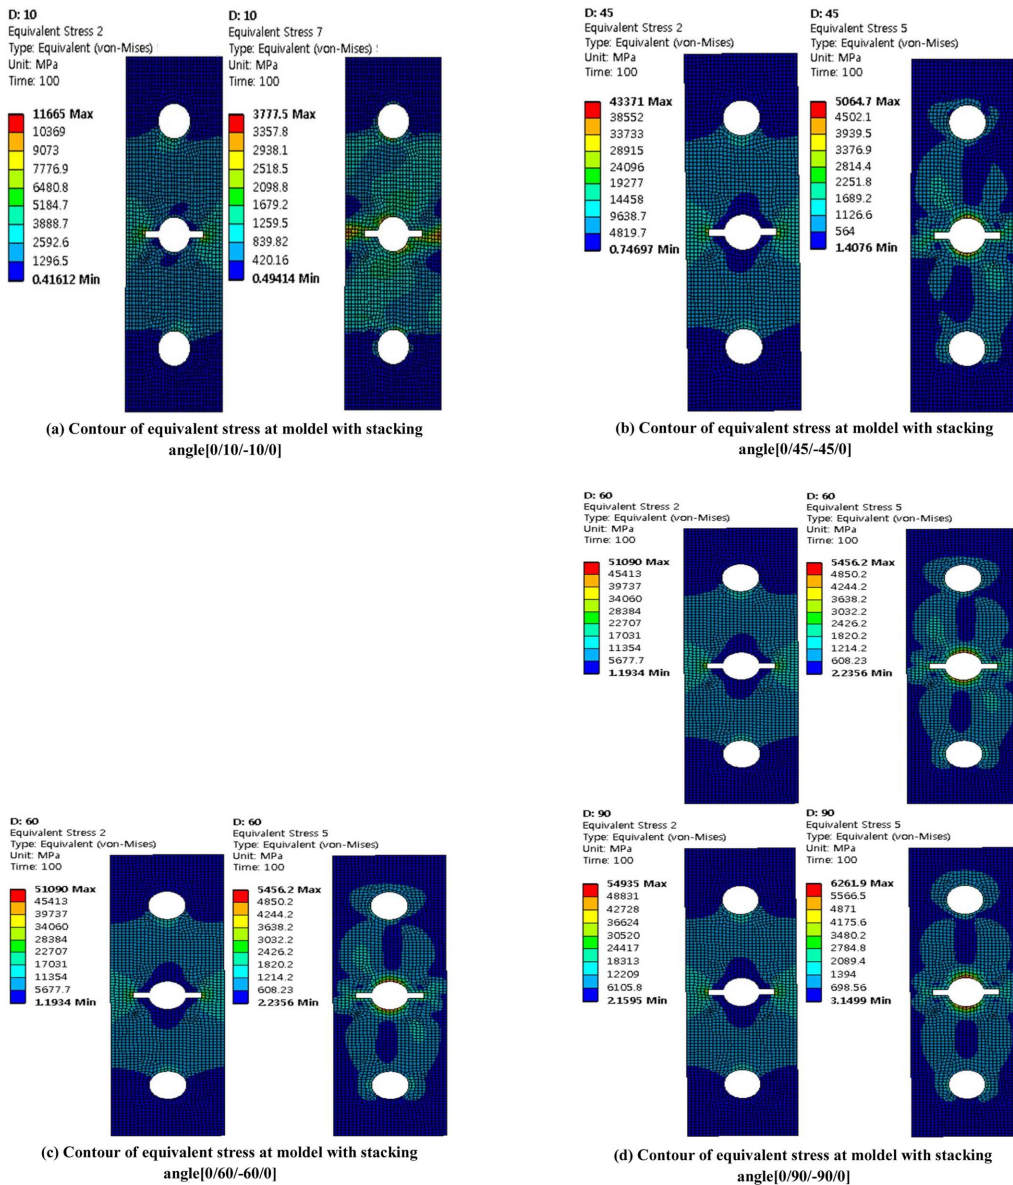 D: 10
Equivalent Stress 2
Type: Equivalent (von-Mises)
Unit: MPa
Time: 100
11665 Max
10369
9073
7776.9
6480.8
5184.7
3888.7
2592.6
1296.5
0.41612 Min
D: 10
Equivalent Stress 7
Type: Equivalent (von-Mises)
Unit: MPa
Time: 100
3777.5 Max
3357.8
2938.1
2518.5
2098.8
1679.2
1259.5
839.82
420.16
0.49414 Min
(a) Contour of equivalent stress at moldel with stacking
angle[0/10/-10/0]
D: 45
Equivalent Stress 2
Type: Equivalent (von-Mises)
Unit: MPa
Time: 100
43371 Max
38552
33733
28915
24096
19277
14458
9638.7
4819.7
0.74697 Min
D: 45
Equivalent Stress 5
Type: Equivalent (von-Mises)
Unit: MPa
Time: 100
5064.7 Max
4502.1
3939.5
3376.9
2814.4
2251.8
1689.2
1126.6
564
1.4076 Min
(b) Contour of equivalent stress at moldel with stacking
angle[0/45/-45/0]
D: 60
Equivalent Stress 2
Type: Equivalent (von-Mises)
Unit: MPa
Time: 100
51090 Max
45413
39737
34060
28384
22707
17031
11354
5677.7
1.1934 Min
D: 60
Equivalent Stress 5
Type: Equivalent (von-Mises)
Unit: MPa
Time: 100
5456.2 Max
4850.2
4244.2
3638.2
3032.2
2426.2
1820.2
1214.2
608.23
2.2356 Min
D: 60
Equivalent Stress 2
Type: Equivalent (von-Mises)
Unit: MPa
Time: 100
51090 Max
45413
39737
34060
28384
22707
17031
11354
5677.7
1.1934 Min
D: 60
Equivalent Stress 5
Type: Equivalent (von-Mises)
Unit: MPa
Time: 100
5456.2 Max
4850.2
4244.2
3638.2
3032.2
2426.2
1820.2
1214.2
608.23
2.2356 Min
(c) Contour of equivalent stress at moldel with stacking
angle[0/60/-60/0]
D: 90
Equivalent Stress 2
Type: Equivalent (von-Mises)
Unit: MPa
Time: 100
54935 Max
48831
42728
36624
30520
24417
18313
12209
6105.8
2.1595 Min
D: 90
Equivalent Stress 5
Type: Equivalent (von-Mises)
Unit: MPa
Time: 100
6261.9 Max
5566.5
4871
4175.6
3480.2
2784.8
2089.4
1394
698.56
3.1499 Min
(d) Contour of equivalent stress at moldel with stacking
angle[0/90/-90/0]